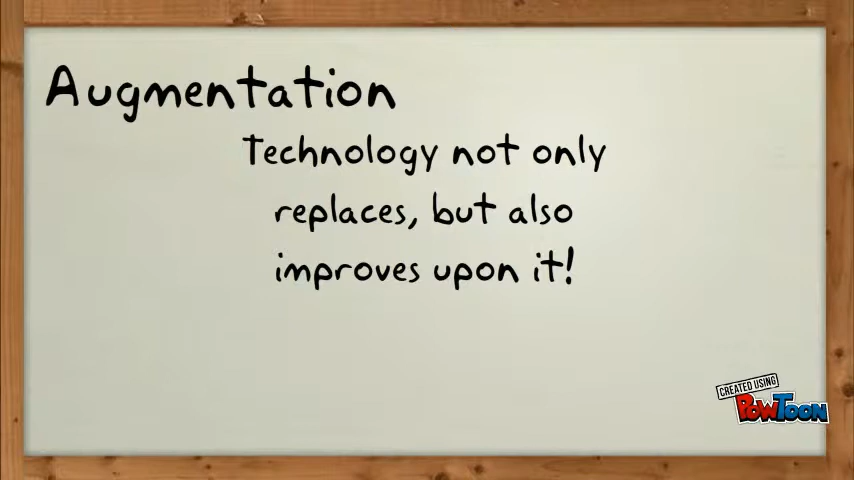 Augmentation
Technology not only
replaces, but also
improves upon it!
CREATED USING
POWTOON